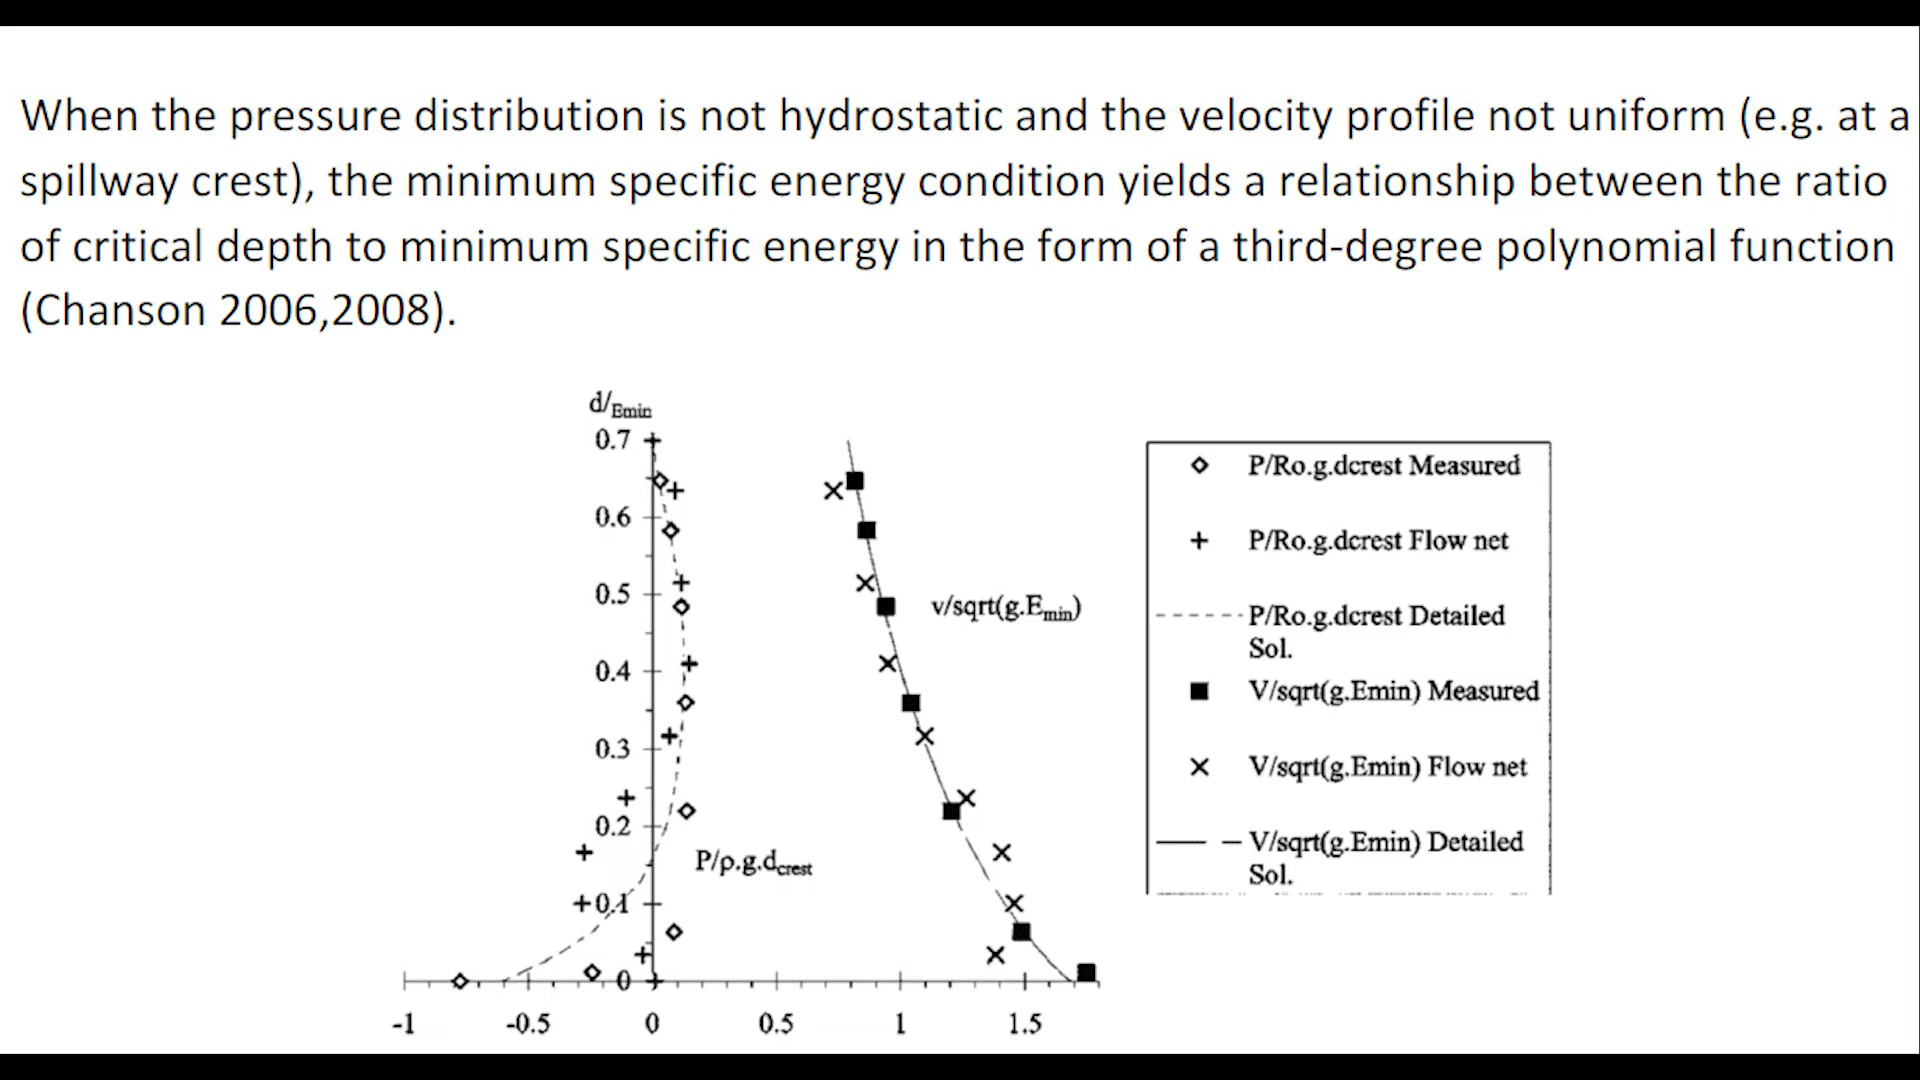 When the pressure distribution is not hydrostatic and the velocity profile not uniform (e.g. at a
spillway crest), the minimum specific energy condition yields a relationship between the ratio
of critical depth to minimum specific energy in the form of a third-degree polynomial function
(Chanson 2006,2008).
d/Emin
0.7
0.6
0.5
0.4
0.3
0.2
0.1
0
-1 -0.5 0 0.5 1 1.5
v/sqrt(g.Emin)
P/ρ.g.dcrest
P/Ro.g.dcrest Measured
P/Ro.g.dcrest Flow net
P/Ro.g.dcrest Detailed
Sol.
V/sqrt(g.Emin) Measured
V/sqrt(g.Emin) Flow net
V/sqrt(g.Emin) Detailed
Sol.